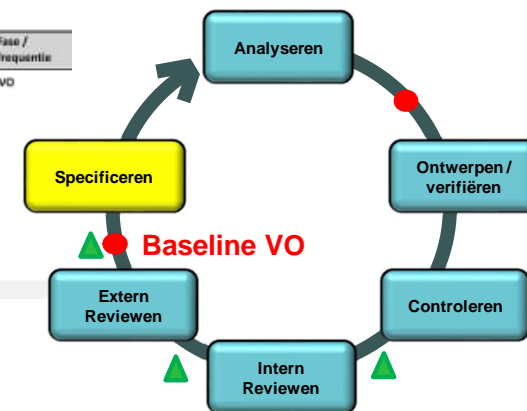 Fase /
frequentie
VO
Analyseren
Ontwerpen /
verifiëren
Controleren
Intern
Reviewen
Extern
Reviewen
Baseline VO
Specificeren